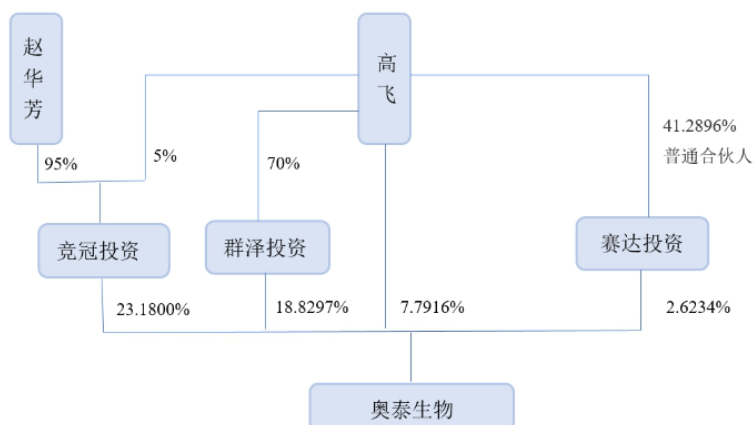 赵
华
芳
高
飞
95%
5%
70%
41.2896%
普通合伙人
竞冠投资
群泽投资
赛达投资
23.1800%
18.8297%
7.7916%
2.6234%
奥泰生物